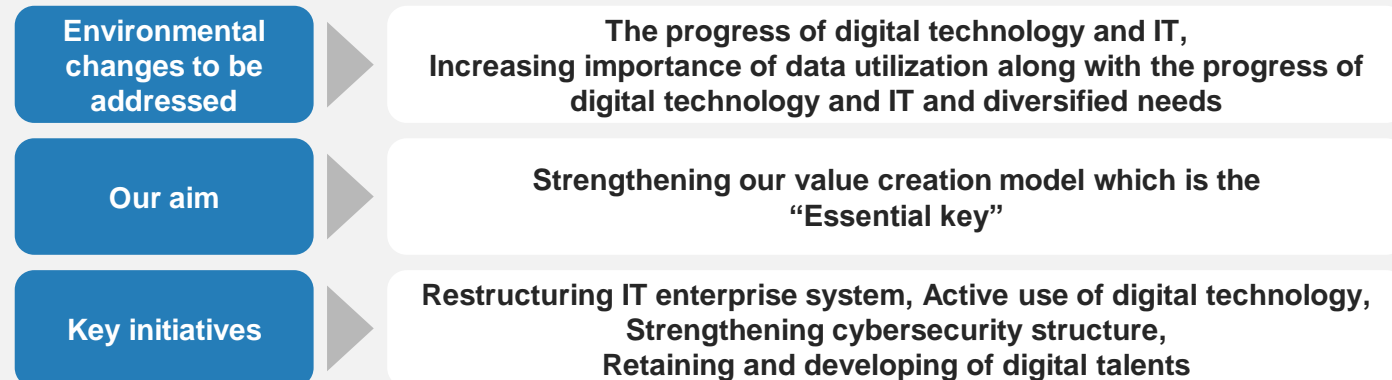 Environmental
changes to be
addressed
The progress of digital technology and IT,
Increasing importance of data utilization along with the progress of
digital technology and IT and diversified needs
Our aim
Strengthening our value creation model which is the
“Essential key”
Key initiatives
Restructuring IT enterprise system, Active use of digital technology,
Strengthening cybersecurity structure,
Retaining and developing of digital talents